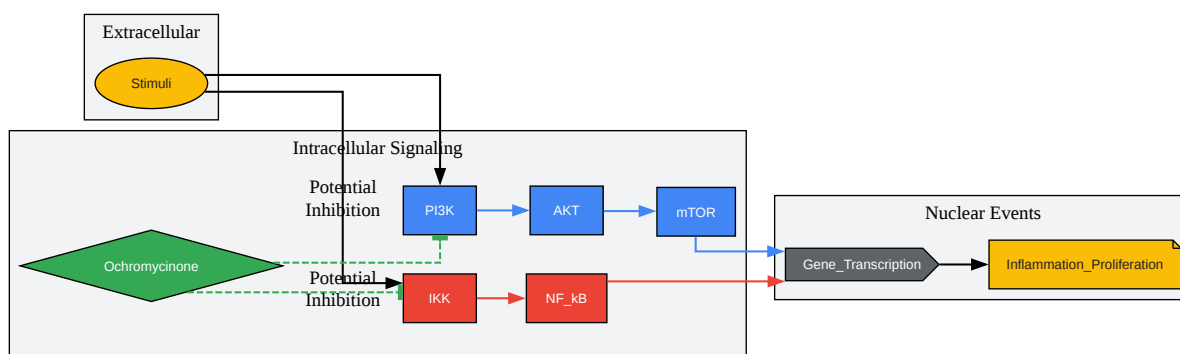 Extracellular
Stimuli
Intracellular Signaling
Potential
Inhibition
PI3K
AKT
mTOR
Nuclear Events
Ochromycinone
Gene_Transcription
Inflammation_Proliferation
Potential
Inhibition
IKK
NF_kB